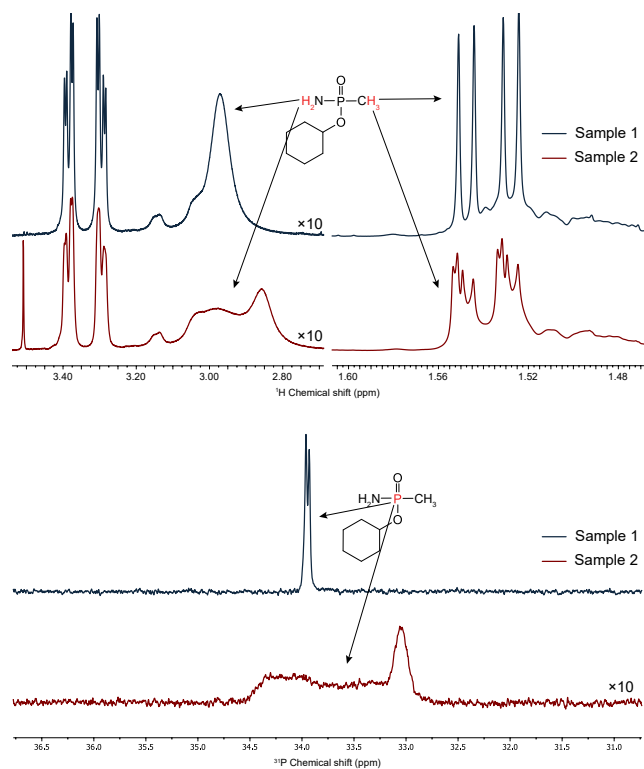 O
H₂N P CH₃
O
Sample 1
Sample 2
×10
×10
3.40 3.20 3.00 2.80 1.60 1.56 1.52 1.48
¹H Chemical shift (ppm)
O
H₂N P CH₃
O
Sample 1
Sample 2
×10
36.5 35.5 35.0 34.5 34.0 33.5 33.0 32.5 32.0 31.5 31.0
³¹P Chemical shift (ppm)